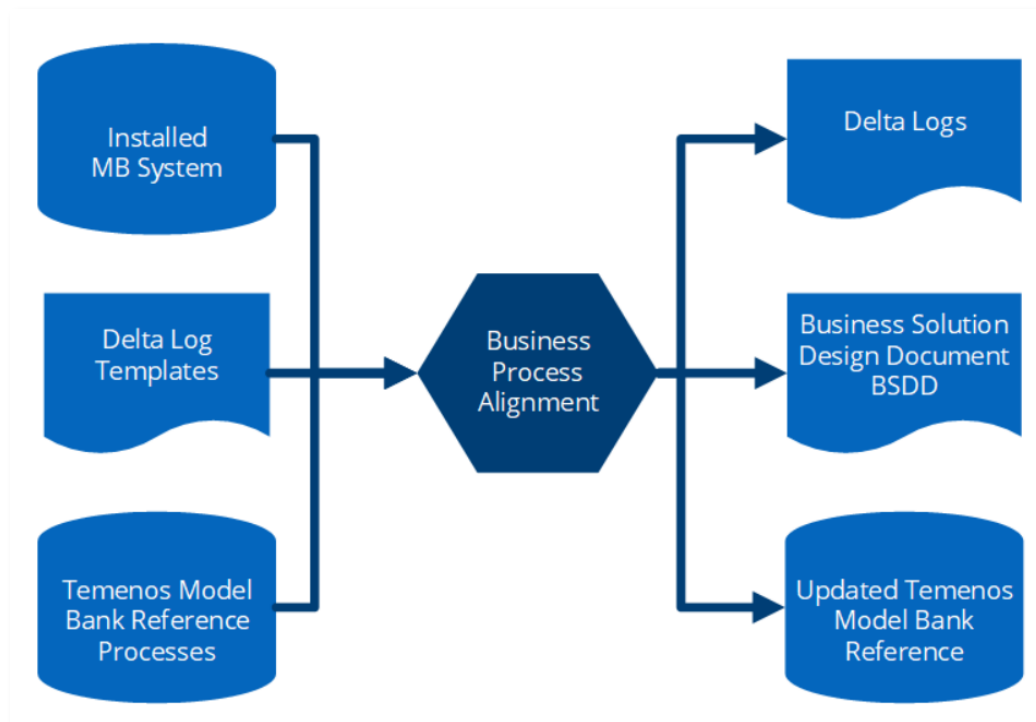 Installed
MB System
Delta Log
Templates
Temenos Model
Bank Reference
Processes
Business
Process
Alignment
Delta Logs
Business Solution
Design Document
BSDD
Updated Temenos
Model Bank
Reference